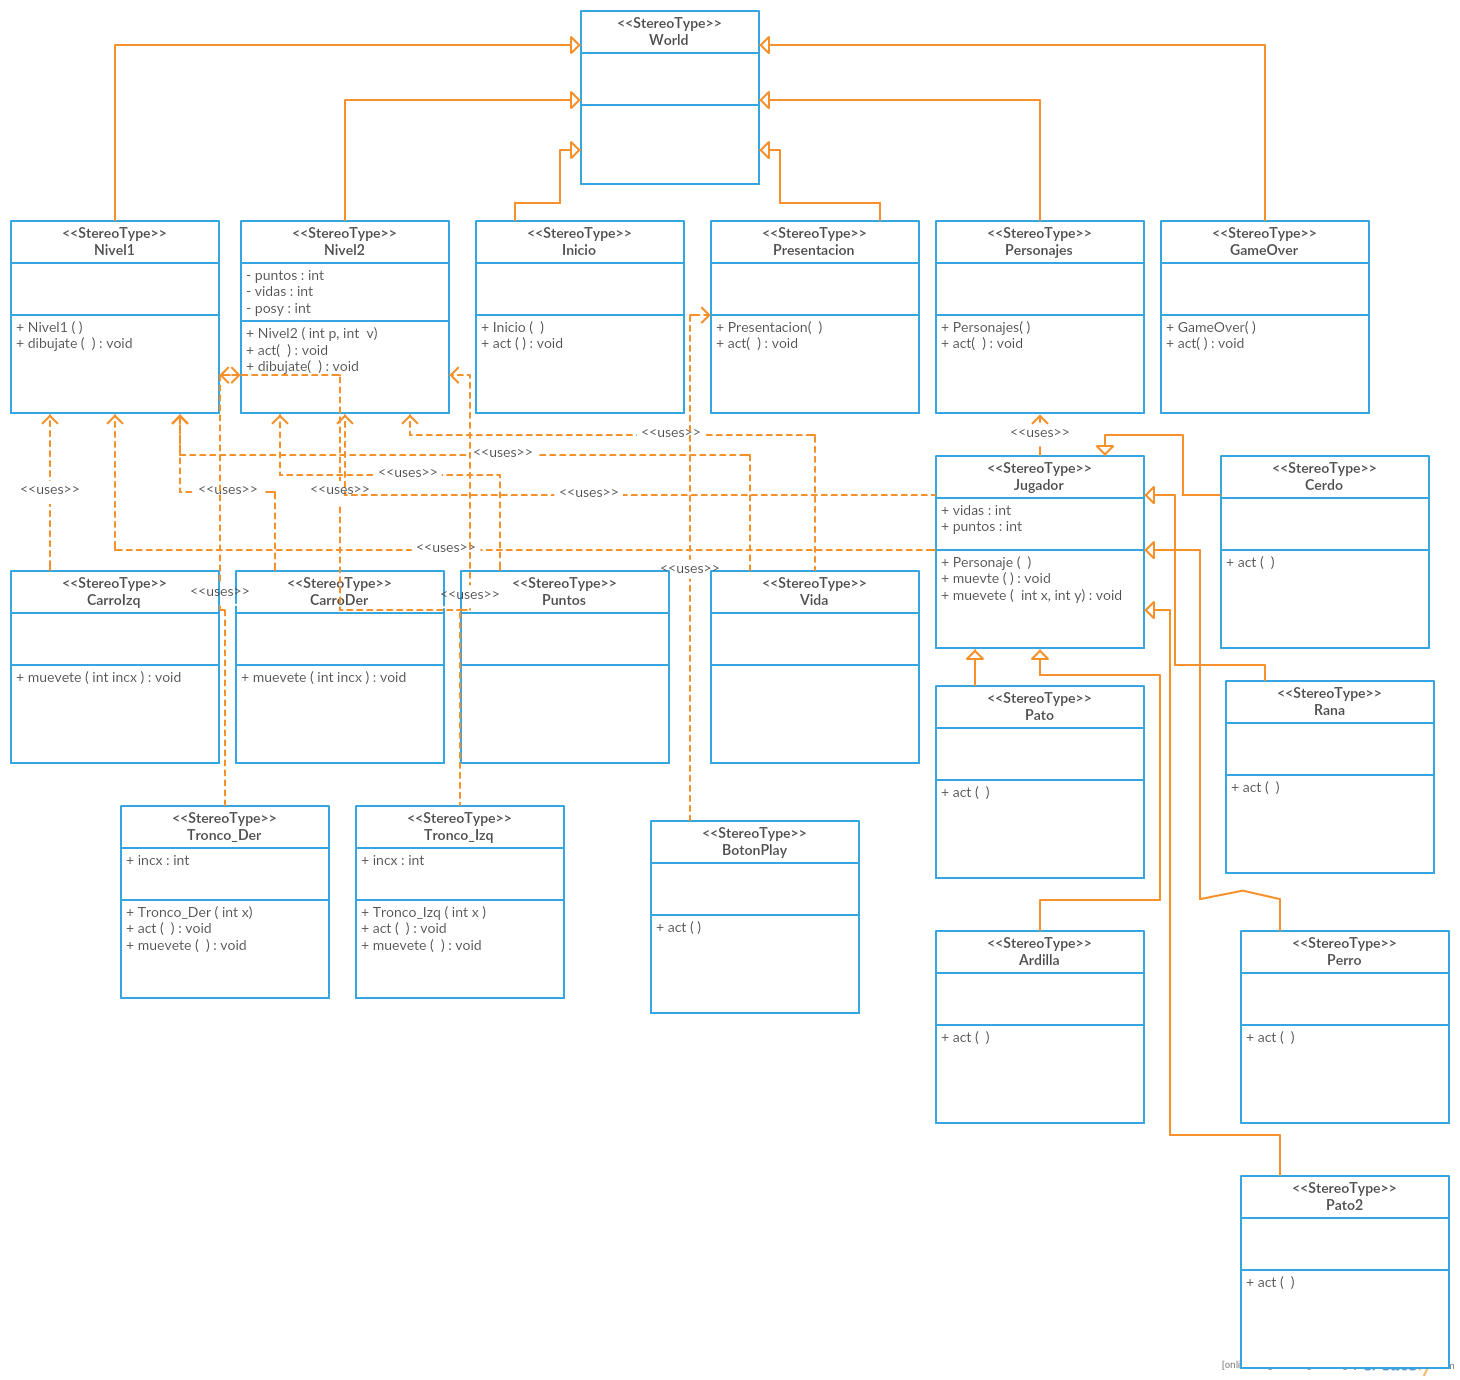 <<StereoType>>
World
<<StereoType>>
Nivel1
+ Nivel1 ( )
+ dibujate (  ) : void
<<StereoType>>
Nivel2
- puntos : int
- vidas : int
- posy : int
+ Nivel2 ( int p, int  v)
+ act(  ) : void
+ dibujate(  ) : void
<<StereoType>>
Inicio
+ Inicio (  )
+ act ( ) : void
<<StereoType>>
Presentacion
+ Presentacion(  )
+ act(  ) : void
<<StereoType>>
Personajes
+ Personajes( )
+ act(  ) : void
<<StereoType>>
GameOver
+ GameOver( )
+ act( ) : void
<<uses>>
<<uses>>
<<uses>>
<<uses>>
<<uses>>
<<uses>>
<<uses>>
<<uses>>
<<uses>>
<<uses>>
<<uses>>
<<uses>>
<<StereoType>>
Jugador
+ vidas : int
+ puntos : int
+ Personaje (  )
+ muevte ( ) : void
+ muevete (  int x, int y) : void
<<StereoType>>
Cerdo
+ act (  )
<<StereoType>>
CarroIzq
+ muevete ( int incx ) : void
<<StereoType>>
CarroDer
+ muevete ( int incx ) : void
<<StereoType>>
Puntos
<<StereoType>>
Vida
<<StereoType>>
Pato
+ act (  )
<<StereoType>>
Rana
+ act (  )
<<StereoType>>
Tronco_Der
+ incx : int
+ Tronco_Der ( int x)
+ act (  ) : void
+ muevete (  ) : void
<<StereoType>>
Tronco_Izq
+ incx : int
+ Tronco_Izq ( int x )
+ act (  ) : void
+ muevete (  ) : void
<<StereoType>>
BotonPlay
+ act ( )
<<StereoType>>
Ardilla
+ act (  )
<<StereoType>>
Perro
+ act (  )
<<StereoType>>
Pato2
+ act (  )